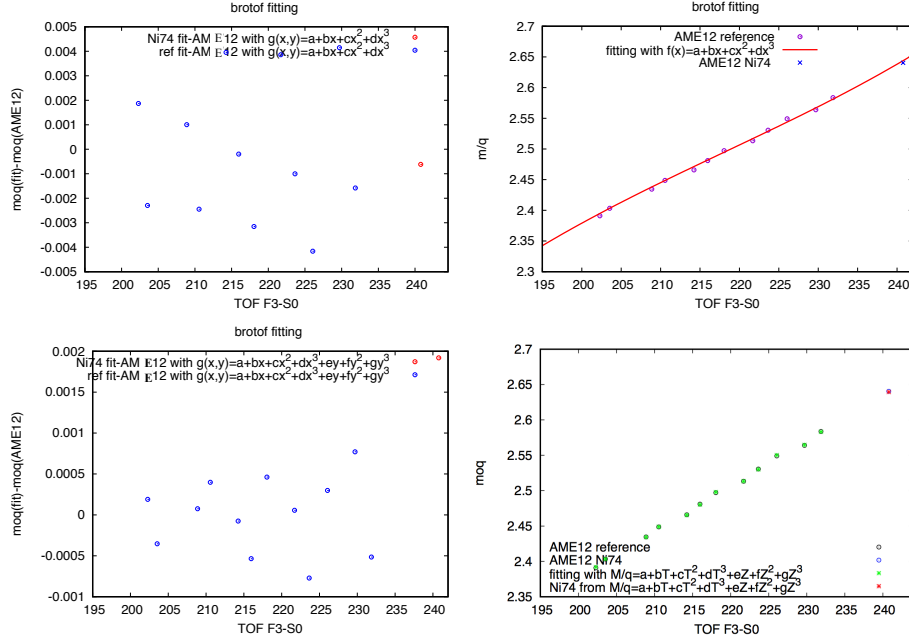 brotof fitting
0.005
0.004
0.003
0.002
0.001
0
-0.001
-0.002
-0.003
-0.004
-0.005
moq(fit)-moq(AME12)
Ni74 fit-AM E12 with g(x,y)=a+bx+cx²+dx³
ref fit-AM E12 with g(x,y)=a+bx+cx²+dx³
195 200 205 210 215 220 225 230 235 240
TOF F3-S0
brotof fitting
2.7
2.65
2.6
2.55
2.5
2.45
2.4
2.35
2.3
m/q
AME12 reference
fitting with f(x)=a+bx+cx²+dx³
AME12 Ni74
195 200 205 210 215 220 225 230 235 240
TOF F3-S0
brotof fitting
0.002
0.0015
0.001
0.0005
0
-0.0005
-0.001
moq(fit)-moq(AME12)
Ni74 fit-AM E12 with g(x,y)=a+bx+cx²+dx³+ey+fy²+gy³
ref fit-AM E12 with g(x,y)=a+bx+cx²+dx³+ey+fy²+gy³
195 200 205 210 215 220 225 230 235 240
TOF F3-S0
2.7
2.65
2.6
2.55
2.5
2.45
2.4
2.35
moq
AME12 reference
AME12 Ni74
fitting with M/q=a+bT+cT²+dT³+eZ+fZ²+gZ³
Ni74 from M/q=a+bT+cT²+dT³+eZ+fZ²+gZ³
195 200 205 210 215 220 225 230 235 240
TOF F3-S0